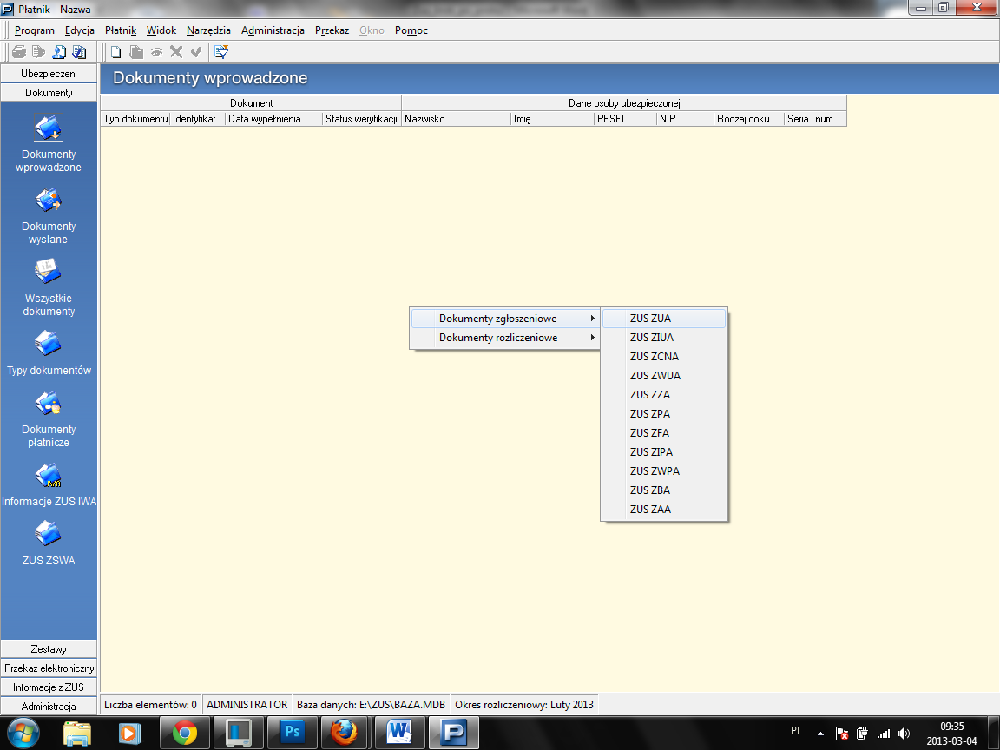 Płatnik - Nazwa
Program Edycja Płatnik Widok Narzędzia Administracja Przekaz Okno Pomoc
Ubezpieczeni
Dokumenty
Dokumenty wprowadzone
Dokument Dane osoby ubezpieczonej
Typ dokumentu Identyfikat... Data wypełnienia Status weryfikacji Nazwisko Imię PESEL NIP Rodzaj doku... Seria i num...
Dokumenty
wprowadzone
Dokumenty
wysłane
Wszystkie
dokumenty
Typy dokumentów
Dokumenty
płatnicze
IWA
Informacje ZUS IWA
ZUS ZSWA
Dokumenty zgłoszeniowe
Dokumenty rozliczeniowe
ZUS ZUA
ZUS ZIUA
ZUS ZCNA
ZUS ZWUA
ZUS ZZA
ZUS ZPA
ZUS ZFA
ZUS ZIPA
ZUS ZWPA
ZUS ZBA
ZUS ZAA
Zestawy
Przekaz elektroniczny
Informacje z ZUS
Administracja
Liczba elementów: 0 ADMINISTRATOR Baza danych: E:\ZUS\BAZA.MDB Okres rozliczeniowy: Luty 2013
Ps W P PL 09:35
2013-03-04